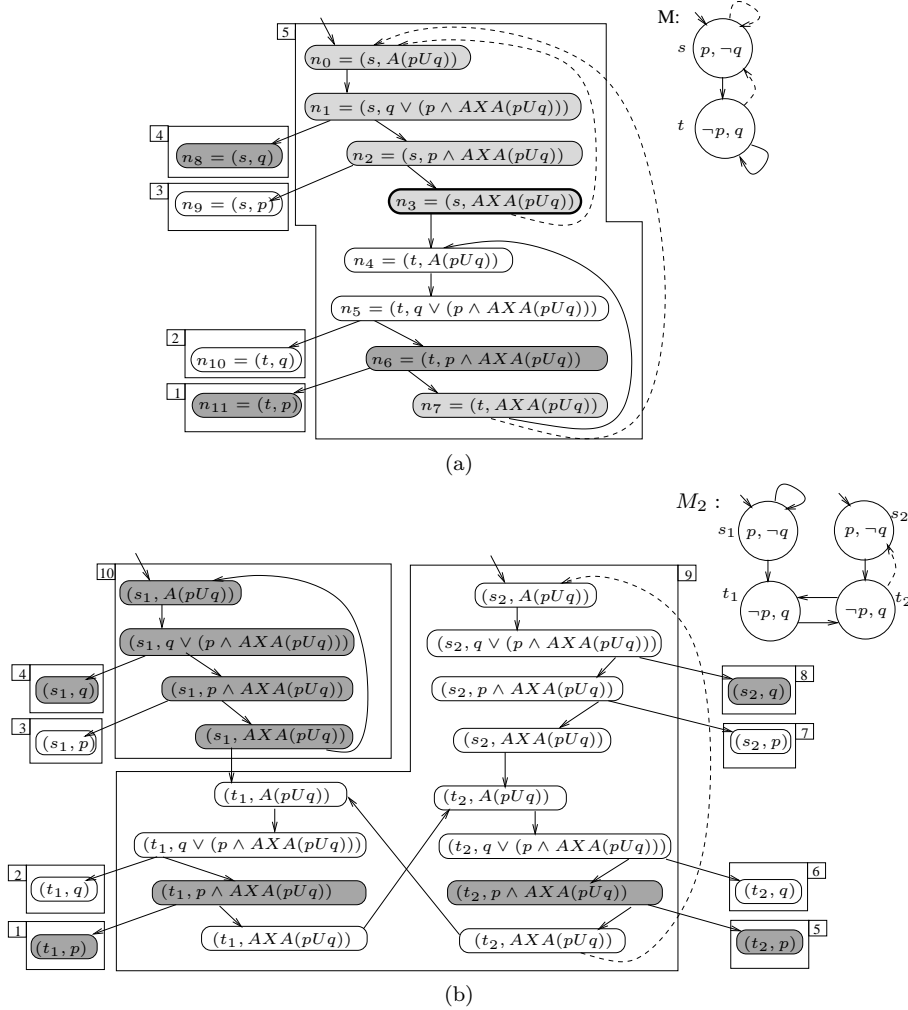 5
M:
n₀ = (s, A(pUq))
s
p, ¬q
n₁ = (s, q ∨ (p ∧ AXA(pUq)))
t
¬p, q
4
n₈ = (s, q)
n₂ = (s, p ∧ AXA(pUq))
3
n₉ = (s, p)
n₃ = (s, AXA(pUq))
n₄ = (t, A(pUq))
n₅ = (t, q ∨ (p ∧ AXA(pUq)))
2
n₁₀ = (t, q)
n₆ = (t, p ∧ AXA(pUq))
1
n₁₁ = (t, p)
n₇ = (t, AXA(pUq))
(a)
M₂ :
s₁
p, ¬q
p, ¬q
s₂
t₁
¬p, q
¬p, q
t₂
10
9
(s₁, A(pUq))
(s₂, A(pUq))
(s₁, q ∨ (p ∧ AXA(pUq)))
(s₂, q ∨ (p ∧ AXA(pUq)))
4
(s₁, q)
(s₁, p ∧ AXA(pUq))
(s₂, p ∧ AXA(pUq))
8
(s₂, q)
3
(s₁, p)
(s₁, AXA(pUq))
(s₂, AXA(pUq))
7
(s₂, p)
(t₁, A(pUq))
(t₂, A(pUq))
(t₁, q ∨ (p ∧ AXA(pUq)))
(t₂, q ∨ (p ∧ AXA(pUq)))
2
(t₁, q)
(t₁, p ∧ AXA(pUq))
(t₂, p ∧ AXA(pUq))
6
(t₂, q)
1
(t₁, p)
(t₁, AXA(pUq))
(t₂, AXA(pUq))
5
(t₂, p)
(b)